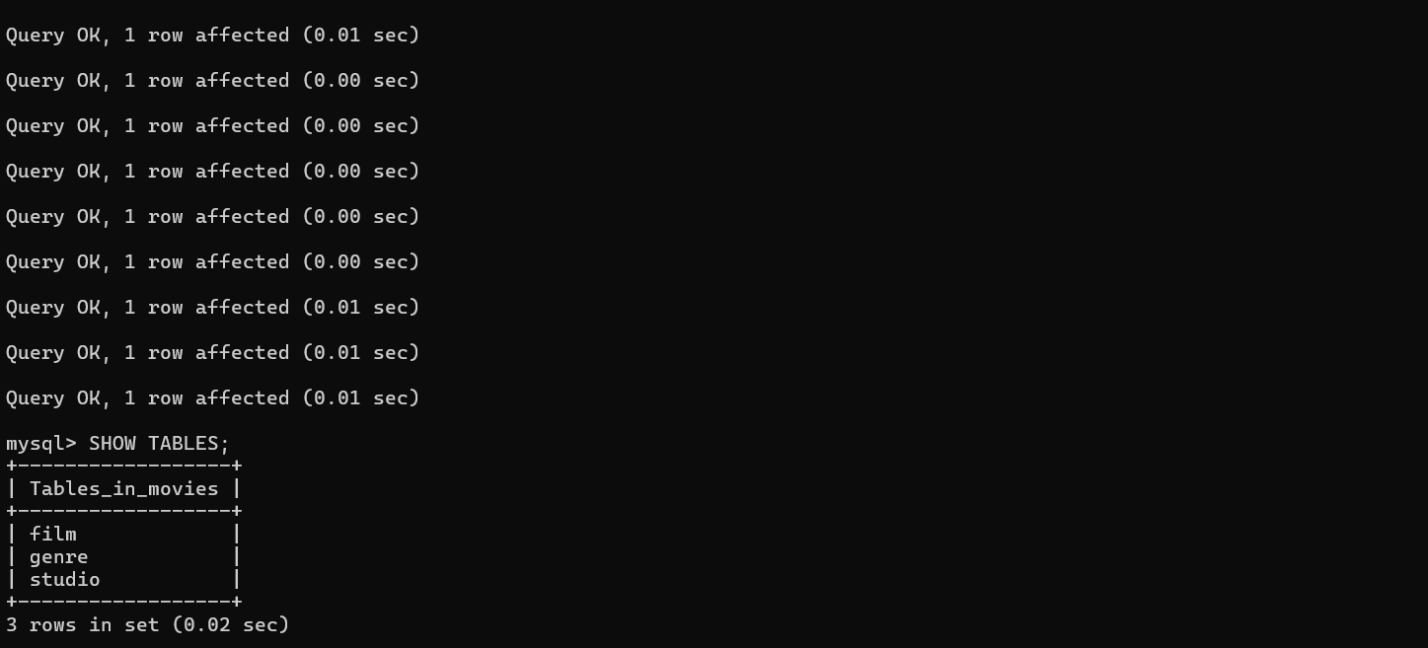 Query OK, 1 row affected (0.01 sec)
Query OK, 1 row affected (0.00 sec)
Query OK, 1 row affected (0.00 sec)
Query OK, 1 row affected (0.00 sec)
Query OK, 1 row affected (0.00 sec)
Query OK, 1 row affected (0.00 sec)
Query OK, 1 row affected (0.01 sec)
Query OK, 1 row affected (0.01 sec)
Query OK, 1 row affected (0.01 sec)
mysql> SHOW TABLES;
+------------------+
| Tables_in_movies |
+------------------+
| film             |
| genre            |
| studio           |
+------------------+
3 rows in set (0.02 sec)